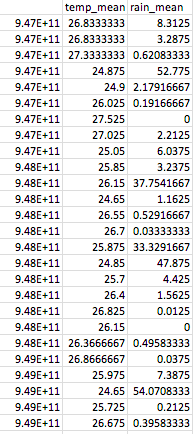 temp_mean rain_mean
9.47E+11 26.8333333 8.3125
9.47E+11 26.8333333 3.2875
9.47E+11 27.3333333 0.62083333
9.47E+11 24.875 52.775
9.47E+11 24.9 2.17916667
9.47E+11 26.025 0.19166667
9.47E+11 27.525 0
9.47E+11 27.025 2.2125
9.47E+11 25.05 6.0375
9.48E+11 25.85 3.2375
9.48E+11 26.15 37.7541667
9.48E+11 24.65 1.1625
9.48E+11 26.55 0.52916667
9.48E+11 26.7 0.03333333
9.48E+11 25.875 33.3291667
9.48E+11 24.85 47.875
9.48E+11 25.7 4.425
9.48E+11 26.4 1.5625
9.48E+11 26.825 0.0125
9.48E+11 26.15 0
9.48E+11 26.3666667 0.49583333
9.49E+11 26.8666667 0.0375
9.49E+11 25.975 7.3875
9.49E+11 24.65 54.0708333
9.49E+11 25.725 0.2125
9.49E+11 26.675 0.39583333